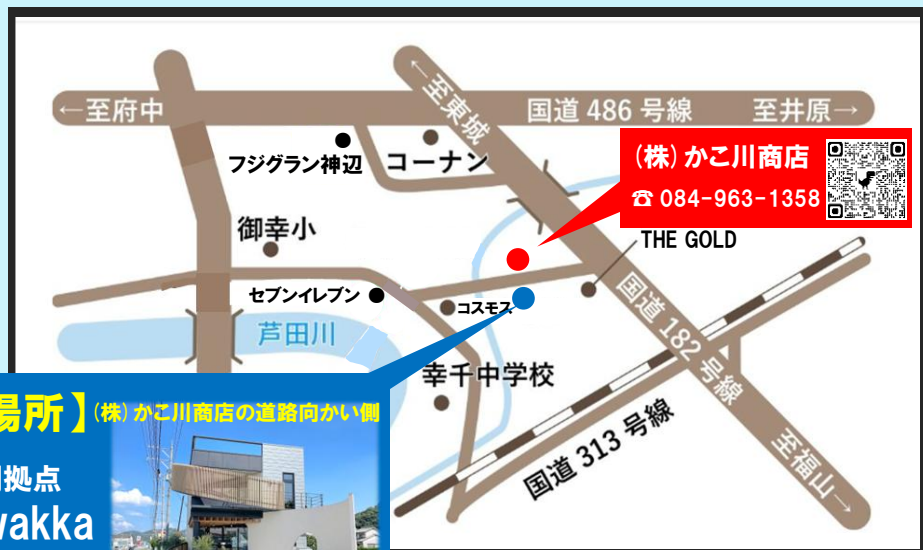 ←至府中
←至東城
国道 486 号線
至井原→
フジグラン神辺
コーナン
(株)かこ川商店
☎ 084-963-1358
御幸小
THE GOLD
セブンイレブン
コスモス
国道 182 号線
芦田川
幸千中学校
国道 313 号線
至福山→
場所】(株)かこ川商店の道路向かい側
拠点
wakka